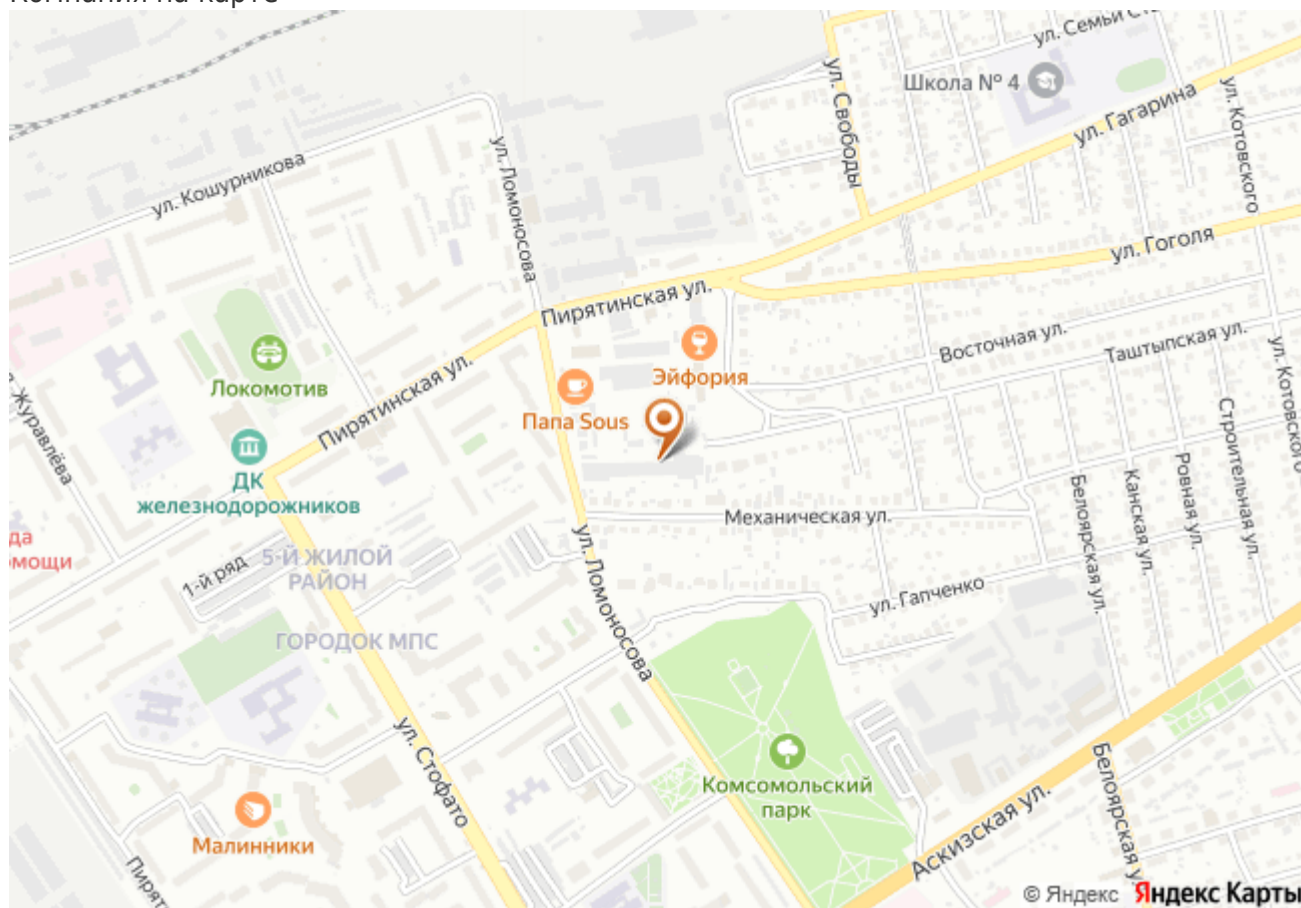 Компания на карте
ул. Семьи
Школа № 4
ул. Гагарина
ул. Котовского
ул. Свободы
ул. Ломоносова
ул. Кошурникова
ул. Гоголя
Пирятинская ул.
Восточная ул.
Таштыпская ул.
ул. Котовского
Эйфория
Локомотив
Пирятинская ул.
Папа Sous
Журавлёва
ДК
железнодорожников
Строительная ул.
Ровная ул.
Канская ул.
Белоярская ул.
Механическая ул.
ул. Ломоносова
5-Й ЖИЛОЙ
РАЙОН
1-й ряд
ул. Гапченко
ГОРОДОК МПС
ул. Стофато
Комсомольский
парк
Аскизская ул.
Белоярская
Малинники
© Яндекс Яндекс Карты